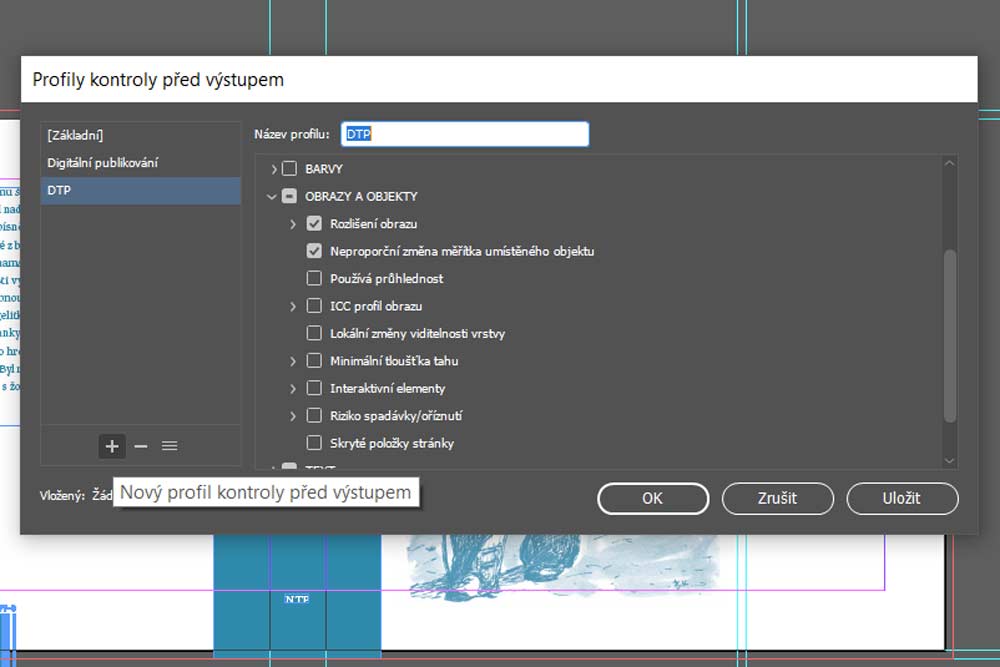 Profily kontroly před výstupem
[Základní]
Digitální publikování
DTP
Název profilu: DTP
BARVY
OBRAZY A OBJEKTY
Rozlišení obrazu
Neproporční změna měřítka umístěného objektu
Používá průhlednost
ICC profil obrazu
Lokální změny viditelnosti vrstvy
Minimální tloušťka tahu
Interaktivní elementy
Riziko spadávky/oříznutí
Skryté položky stránky
TEXT
Vložený: Žád
Nový profil kontroly před výstupem
OK
Zrušit
Uložit
NTP